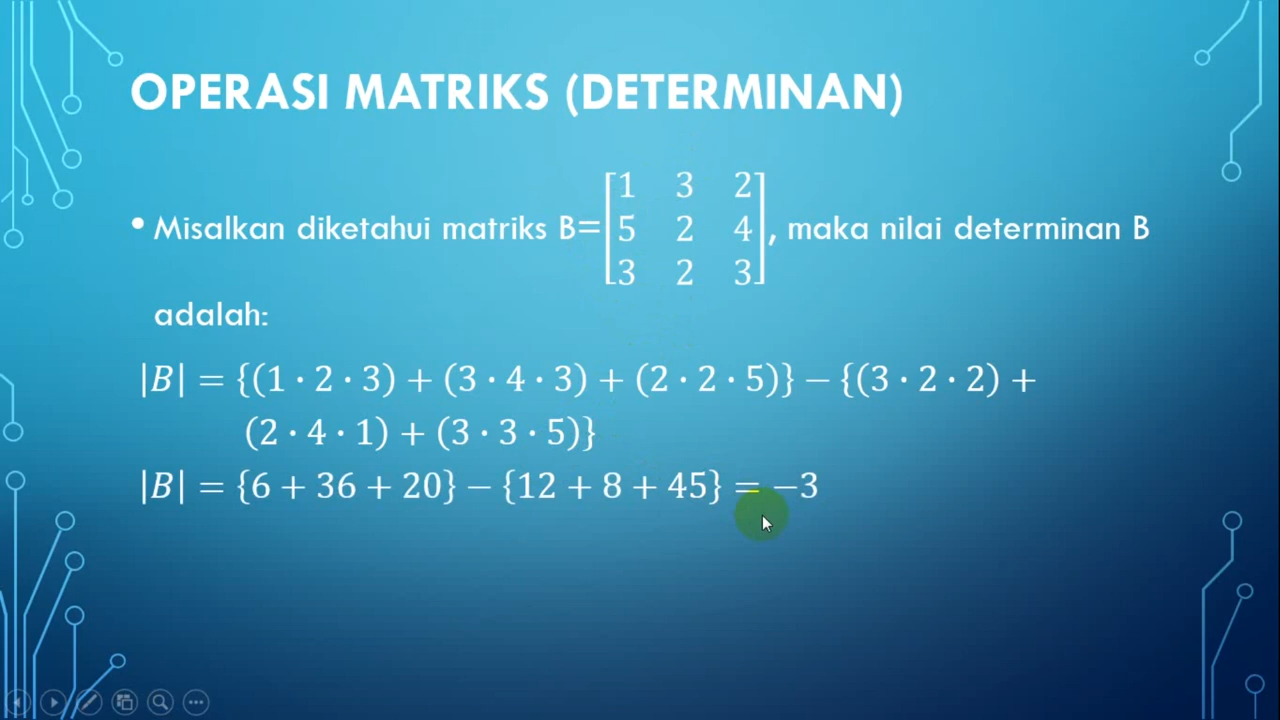 OPERASI MATRIKS (DETERMINAN)
• Misalkan diketahui matriks B=[1 3 2
5 2 4
3 2 3], maka nilai determinan B
adalah:
|B| = {(1 · 2 · 3) + (3 · 4 · 3) + (2 · 2 · 5)} − {(3 · 2 · 2) +
(2 · 4 · 1) + (3 · 3 · 5)}
|B| = {6 + 36 + 20} − {12 + 8 + 45} = −3